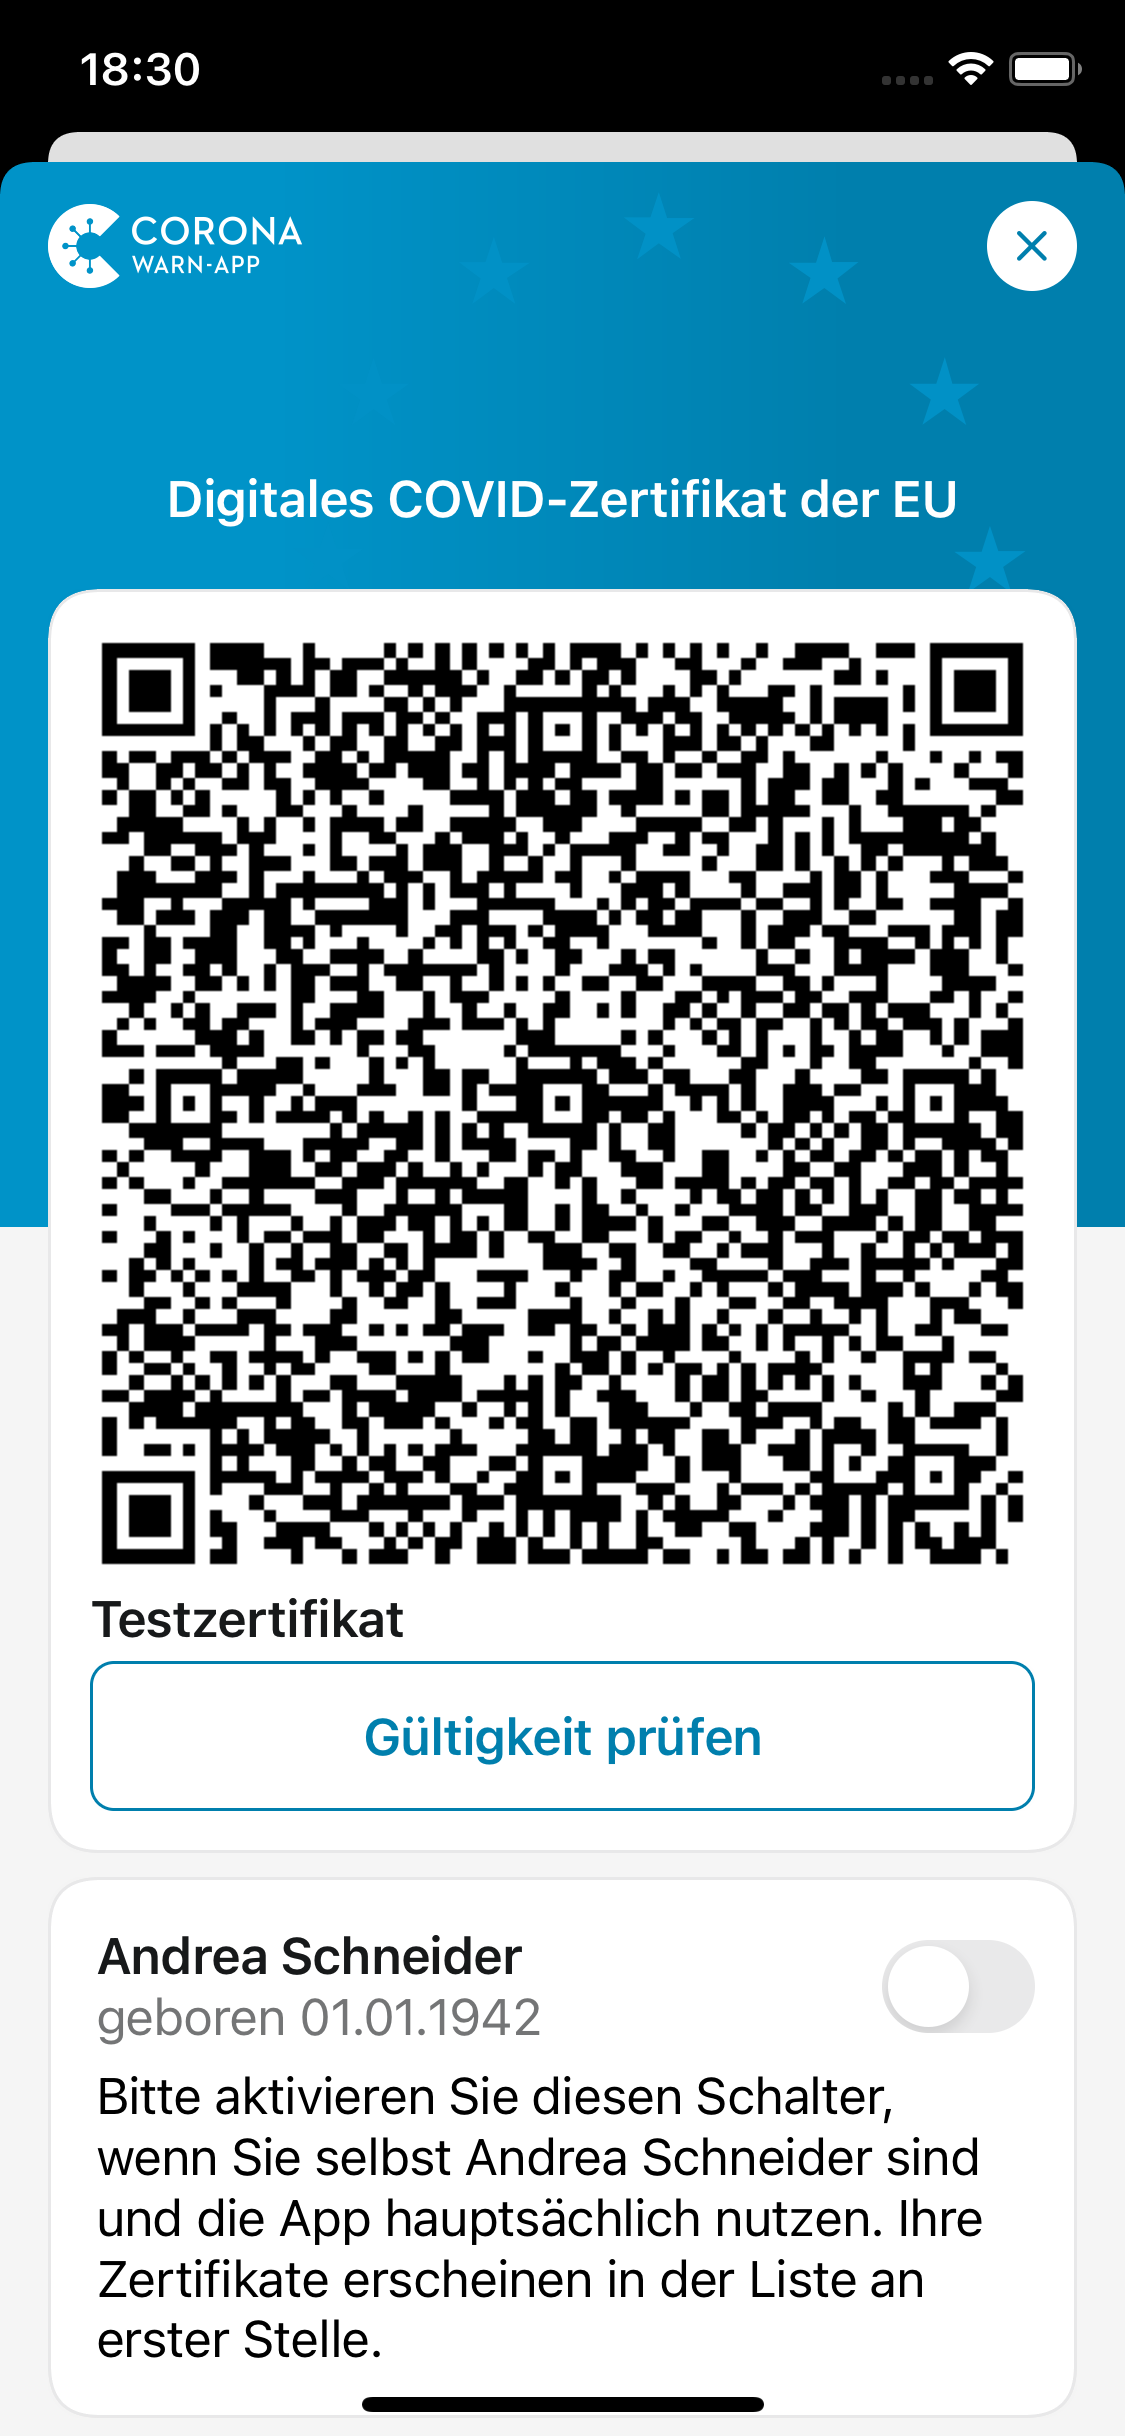 18:30
CORONA
WARN-APP
Digitales COVID-Zertifikat der EU
Testzertifikat
Gültigkeit prüfen
Andrea Schneider
geboren 01.01.1942
Bitte aktivieren Sie diesen Schalter,
wenn Sie selbst Andrea Schneider sind
und die App hauptsächlich nutzen. Ihre
Zertifikate erscheinen in der Liste an
erster Stelle.